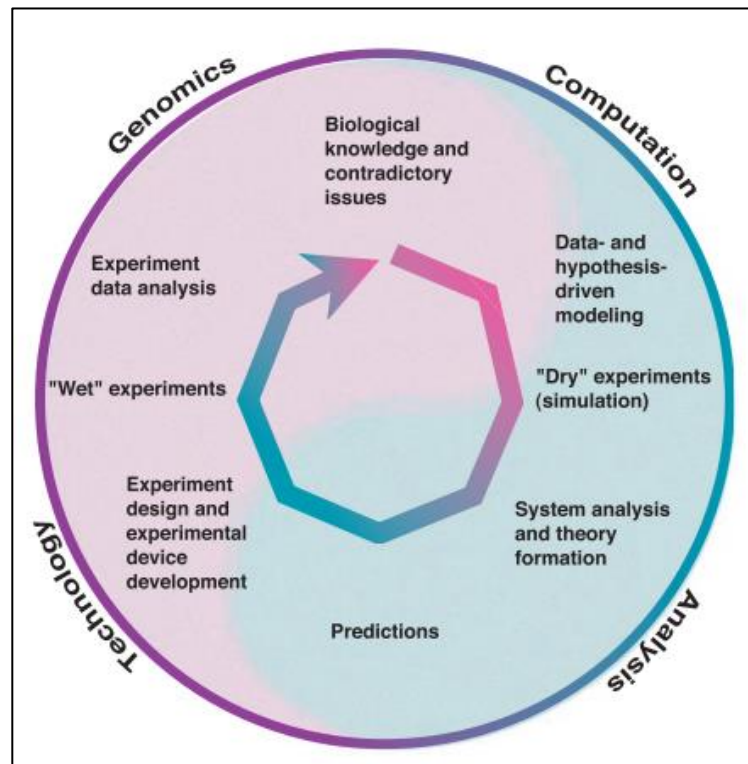 Genomics
Computation
Biological
knowledge and
contradictory
issues
Data- and
hypothesis-
driven
modeling
"Dry" experiments
(simulation)
System analysis
and theory
formation
Predictions
Experiment
design and
experimental
device
development
"Wet" experiments
Experiment
data analysis
Technology
Analysis